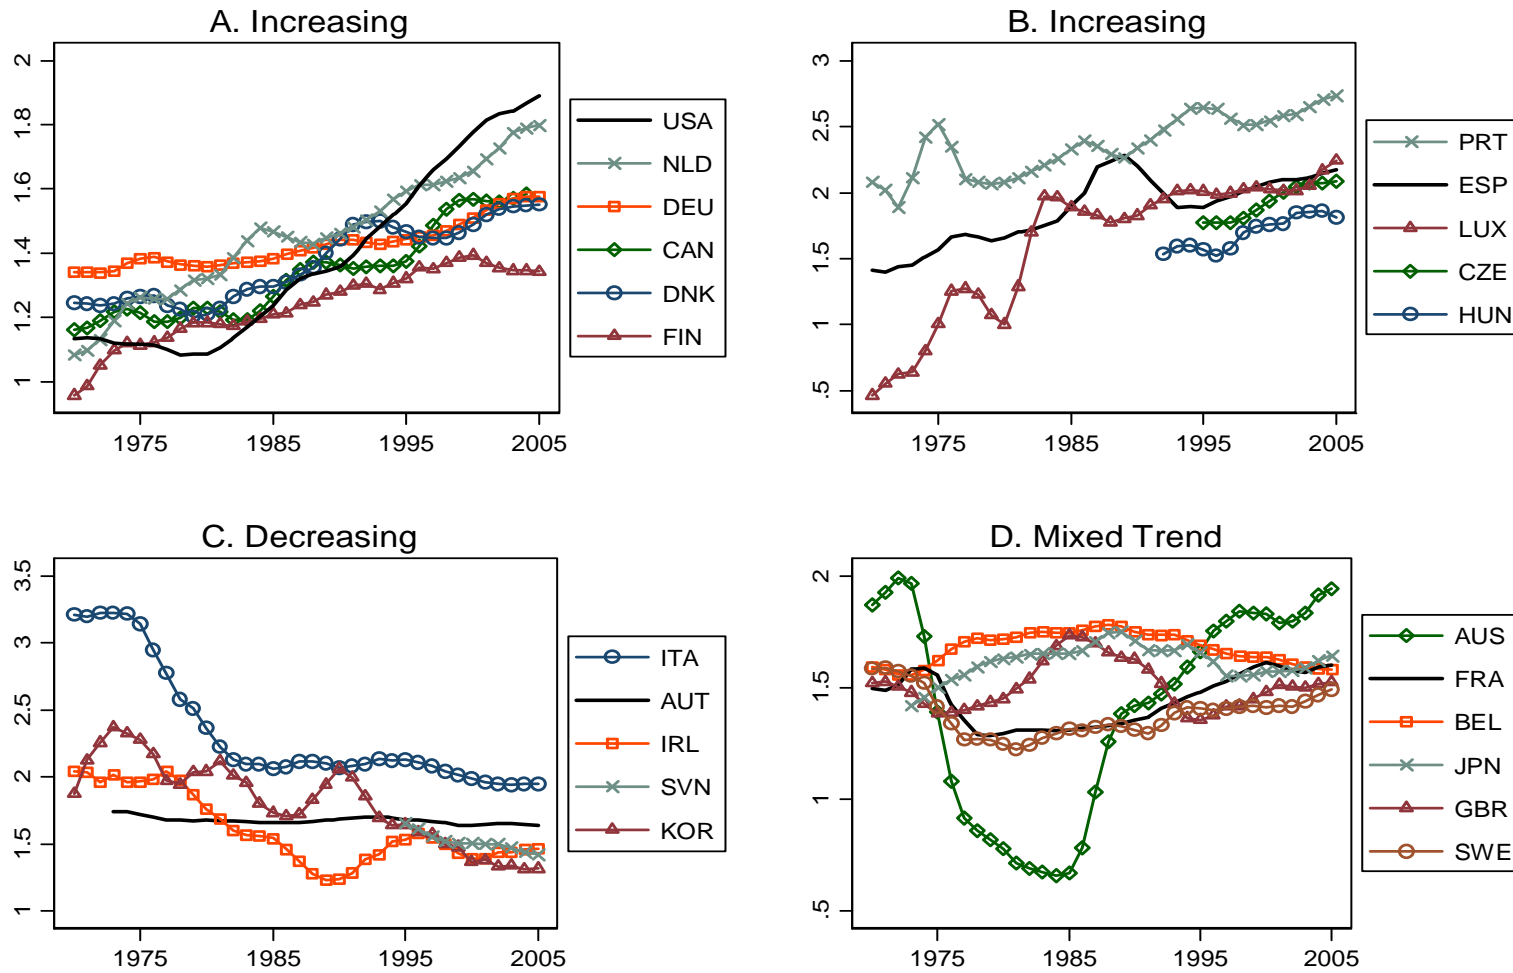 A. Increasing
2
1.8
1.6
1.4
1.2
1
1975 1985 1995 2005
USA
NLD
DEU
CAN
DNK
FIN
B. Increasing
3
2.5
2
1.5
1
.5
1975 1985 1995 2005
PRT
ESP
LUX
CZE
HUN
C. Decreasing
3.5
3
2.5
2
1.5
1
1975 1985 1995 2005
ITA
AUT
IRL
SVN
KOR
D. Mixed Trend
2
1.5
1
.5
1975 1985 1995 2005
AUS
FRA
BEL
JPN
GBR
SWE